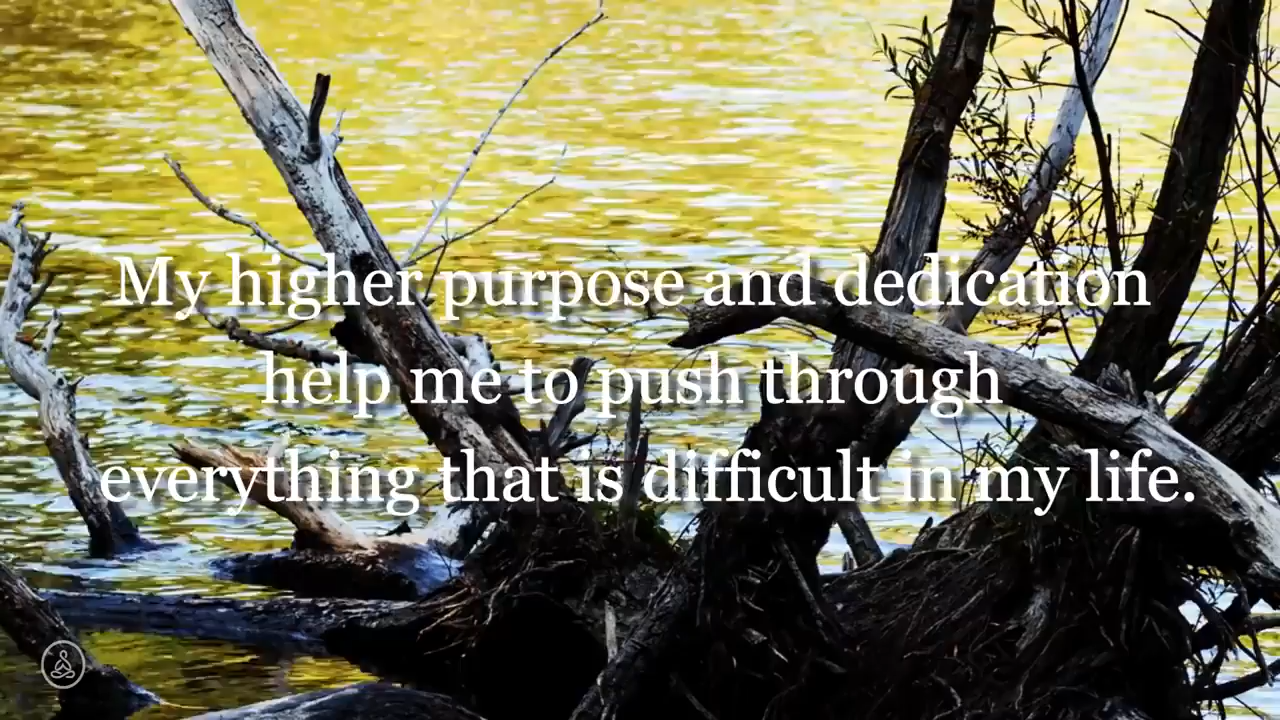 My higher purpose and dedication
help me to push through
everything that is difficult in my life.